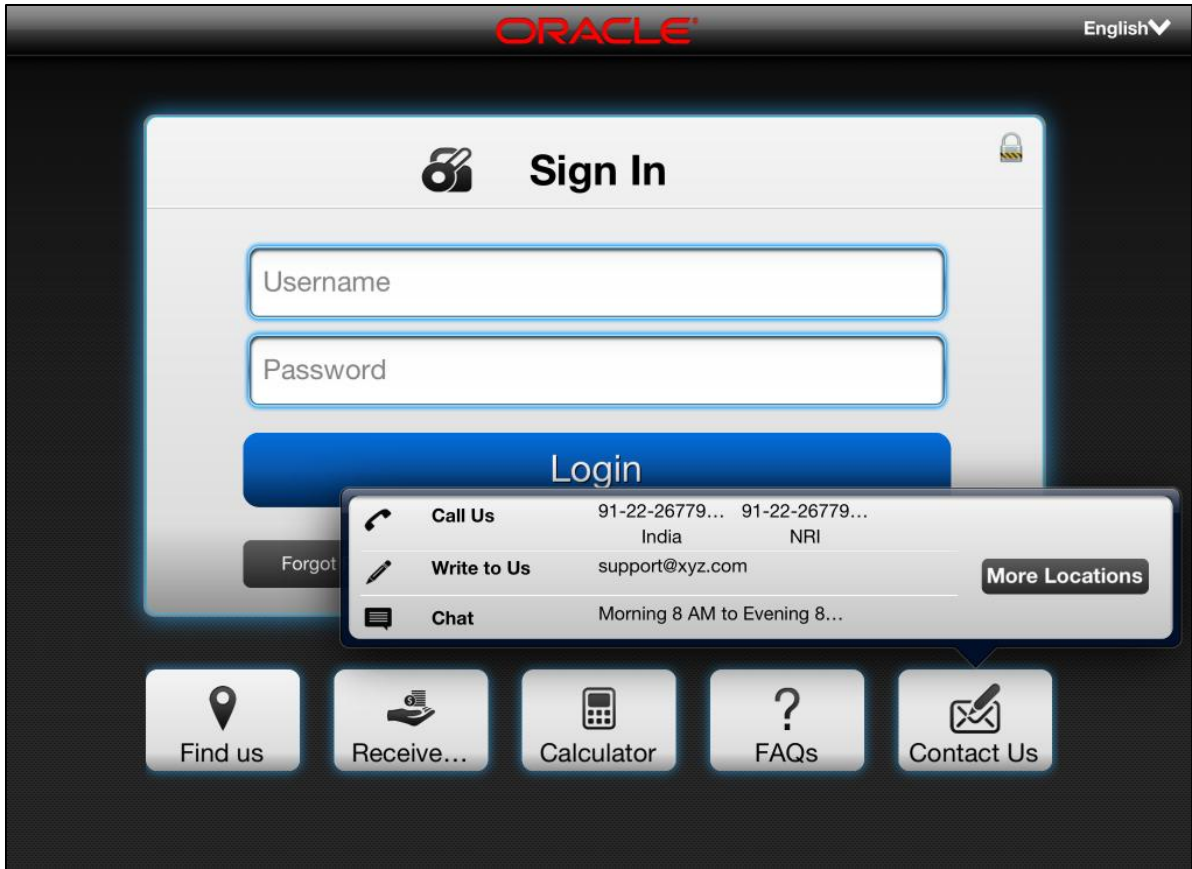 ORACLE
English
Sign In
Username
Password
Login
Forgot
Call Us 91-22-26779... 91-22-26779...
India NRI
Write to Us support@xyz.com
More Locations
Chat Morning 8 AM to Evening 8...
Find us Receive... Calculator FAQs Contact Us